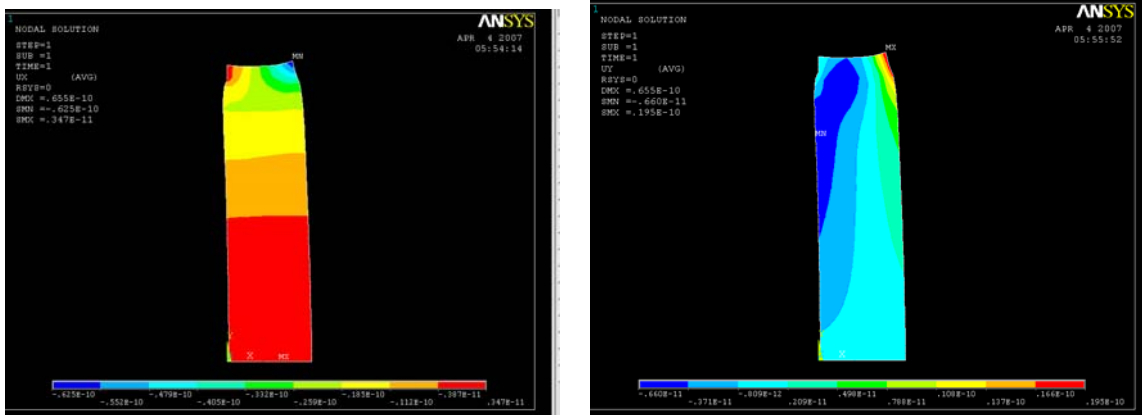 1
NODAL SOLUTION
STEP=1
SUB =1
TIME=1
UX (AVG)
RSYS=0
DMX =.655E-10
SMN =-.625E-10
SMX =.347E-11
ANSYS
APR 4 2007
05:54:14
MN
Y
X MX
-.625E-10 -.479E-10 -.332E-10 -.185E-10 -.387E-11
-.552E-10 -.405E-10 -.259E-10 -.112E-10 .347E-11
1
NODAL SOLUTION
STEP=1
SUB =1
TIME=1
UY (AVG)
RSYS=0
DMX =.655E-10
SMN =-.660E-11
SMX =.195E-10
ANSYS
APR 4 2007
05:55:52
MX
MN
X
-.660E-11 -.809E-12 .498E-11 .108E-10 .166E-10
-.371E-11 .209E-11 .788E-11 .137E-10 .195E-10